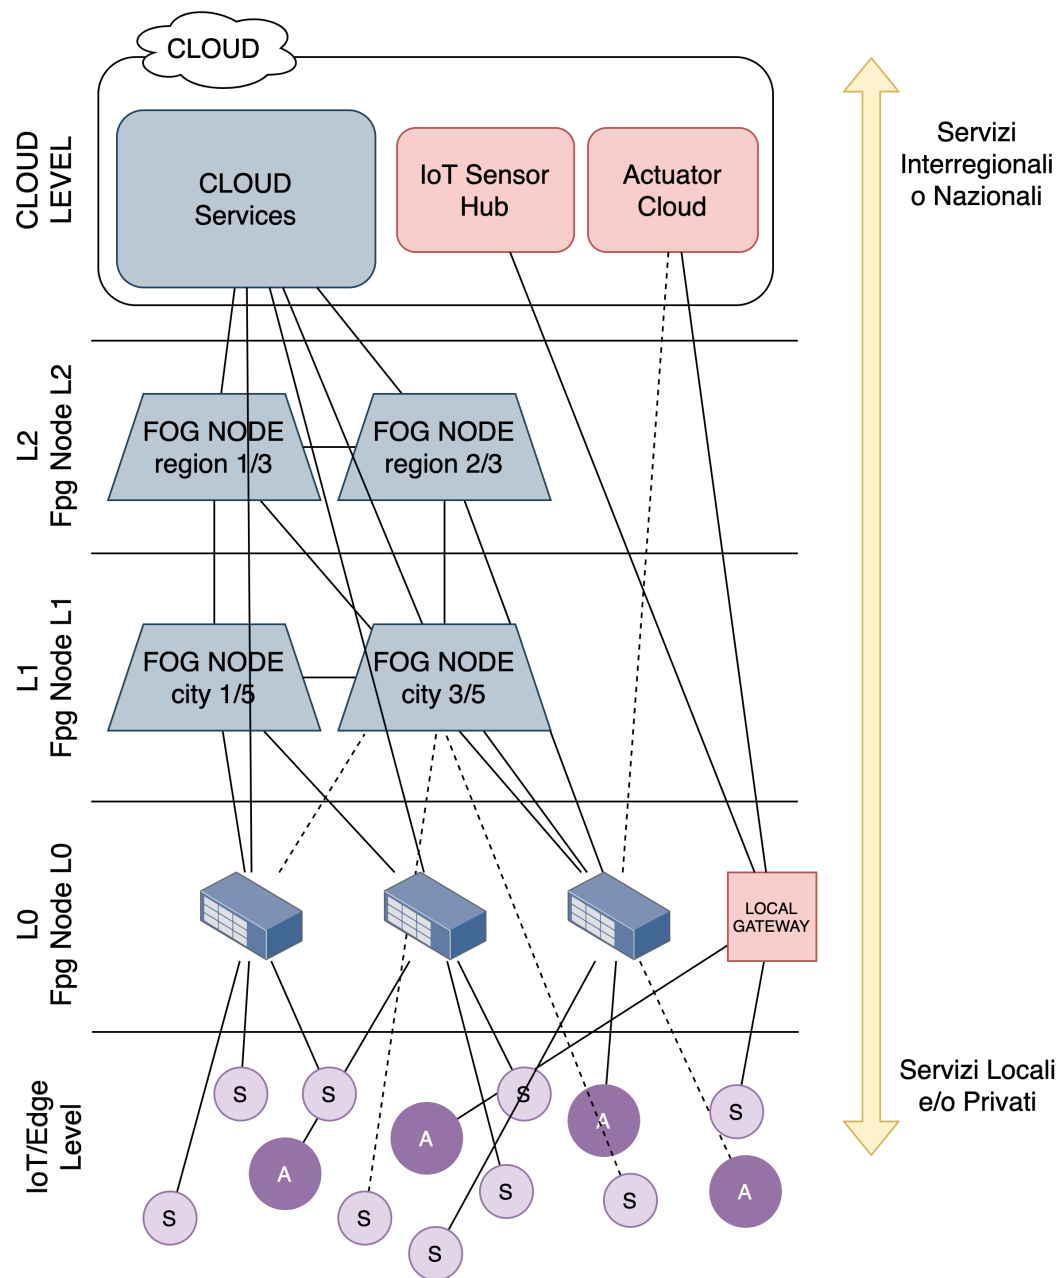 CLOUD
CLOUD
LEVEL
CLOUD
Services
IoT Sensor
Hub
Actuator
Cloud
Servizi
Interregionali
o Nazionali
L2
Fpg Node L2
FOG NODE
region 1/3
FOG NODE
region 2/3
L1
Fpg Node L1
FOG NODE
city 1/5
FOG NODE
city 3/5
L0
Fpg Node L0
LOCAL
GATEWAY
IoT/Edge
Level
Servizi Locali
e/o Privati
S
S
S
A
S
A
A
S
A
S
S
S
S
A
S